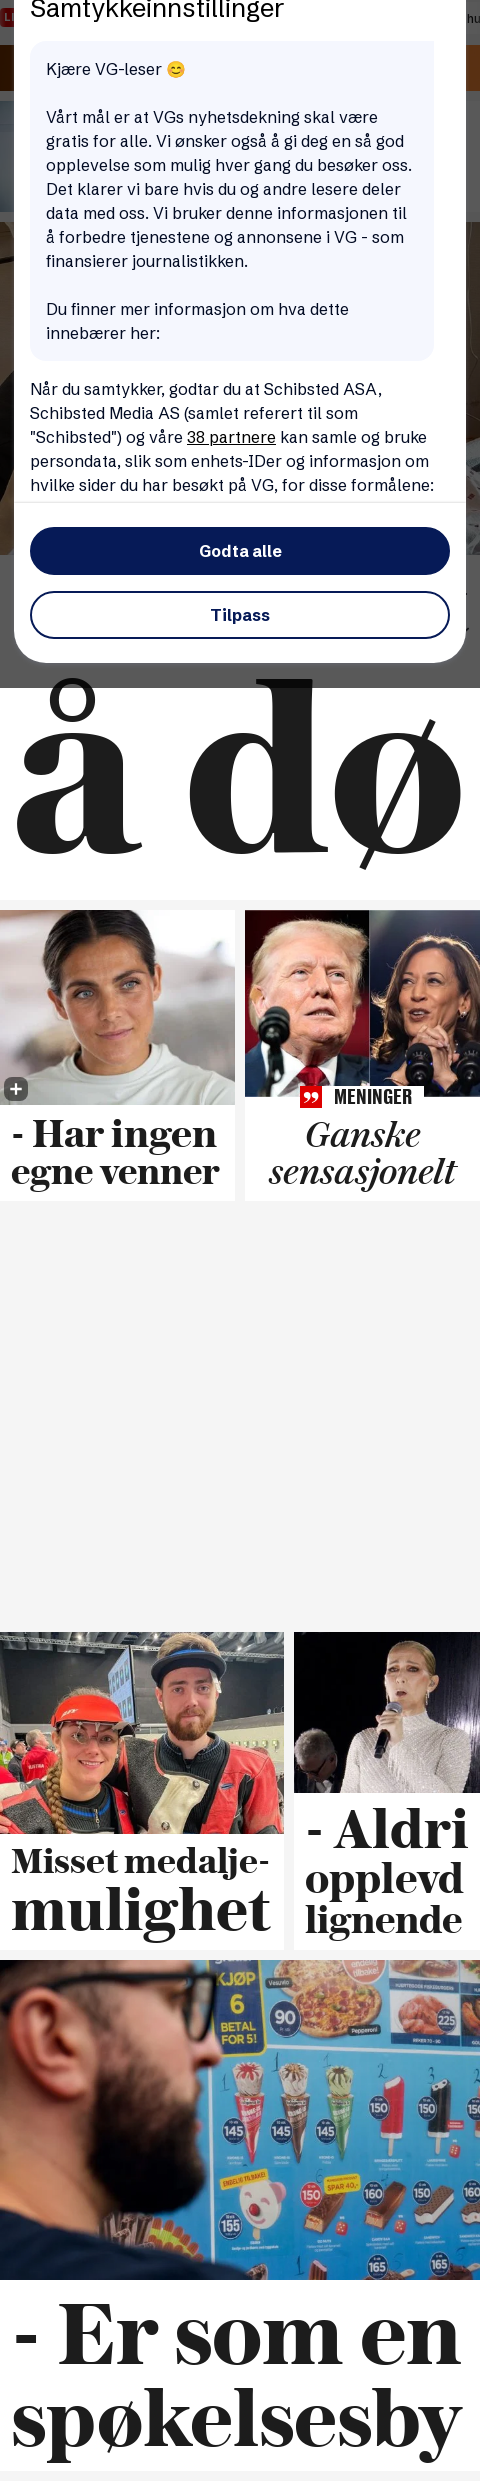 Samtykkeinnstillinger
Kjære VG-leser 😊
Vårt mål er at VGs nyhetsdekning skal være
gratis for alle. Vi ønsker også å gi deg en så god
opplevelse som mulig hver gang du besøker oss.
Det klarer vi bare hvis du og andre lesere deler
data med oss. Vi bruker denne informasjonen til
å forbedre tjenestene og annonsene i VG - som
finansierer journalistikken.
Du finner mer informasjon om hva dette
innebærer her:
Når du samtykker, godtar du at Schibsted ASA,
Schibsted Media AS (samlet referert til som
"Schibsted") og våre 38 partnere kan samle og bruke
persondata, slik som enhets-IDer og informasjon om
hvilke sider du har besøkt på VG, for disse formålene:
Godta alle
Tilpass
å dø
- Har ingen
egne venner
MENINGER
Ganske
sensasjonelt
Misset medalje-
mulighet
- Aldri
opplevd
lignende
KJØP
6
BETAL
FOR 5!
90
Vesuvio
Pepperoni
225
145
145
145
150
150
150
160
160
155
ENDELIG TILBAKE!
SPAR 40,-
165
165
- Er som en
spøkelsesby